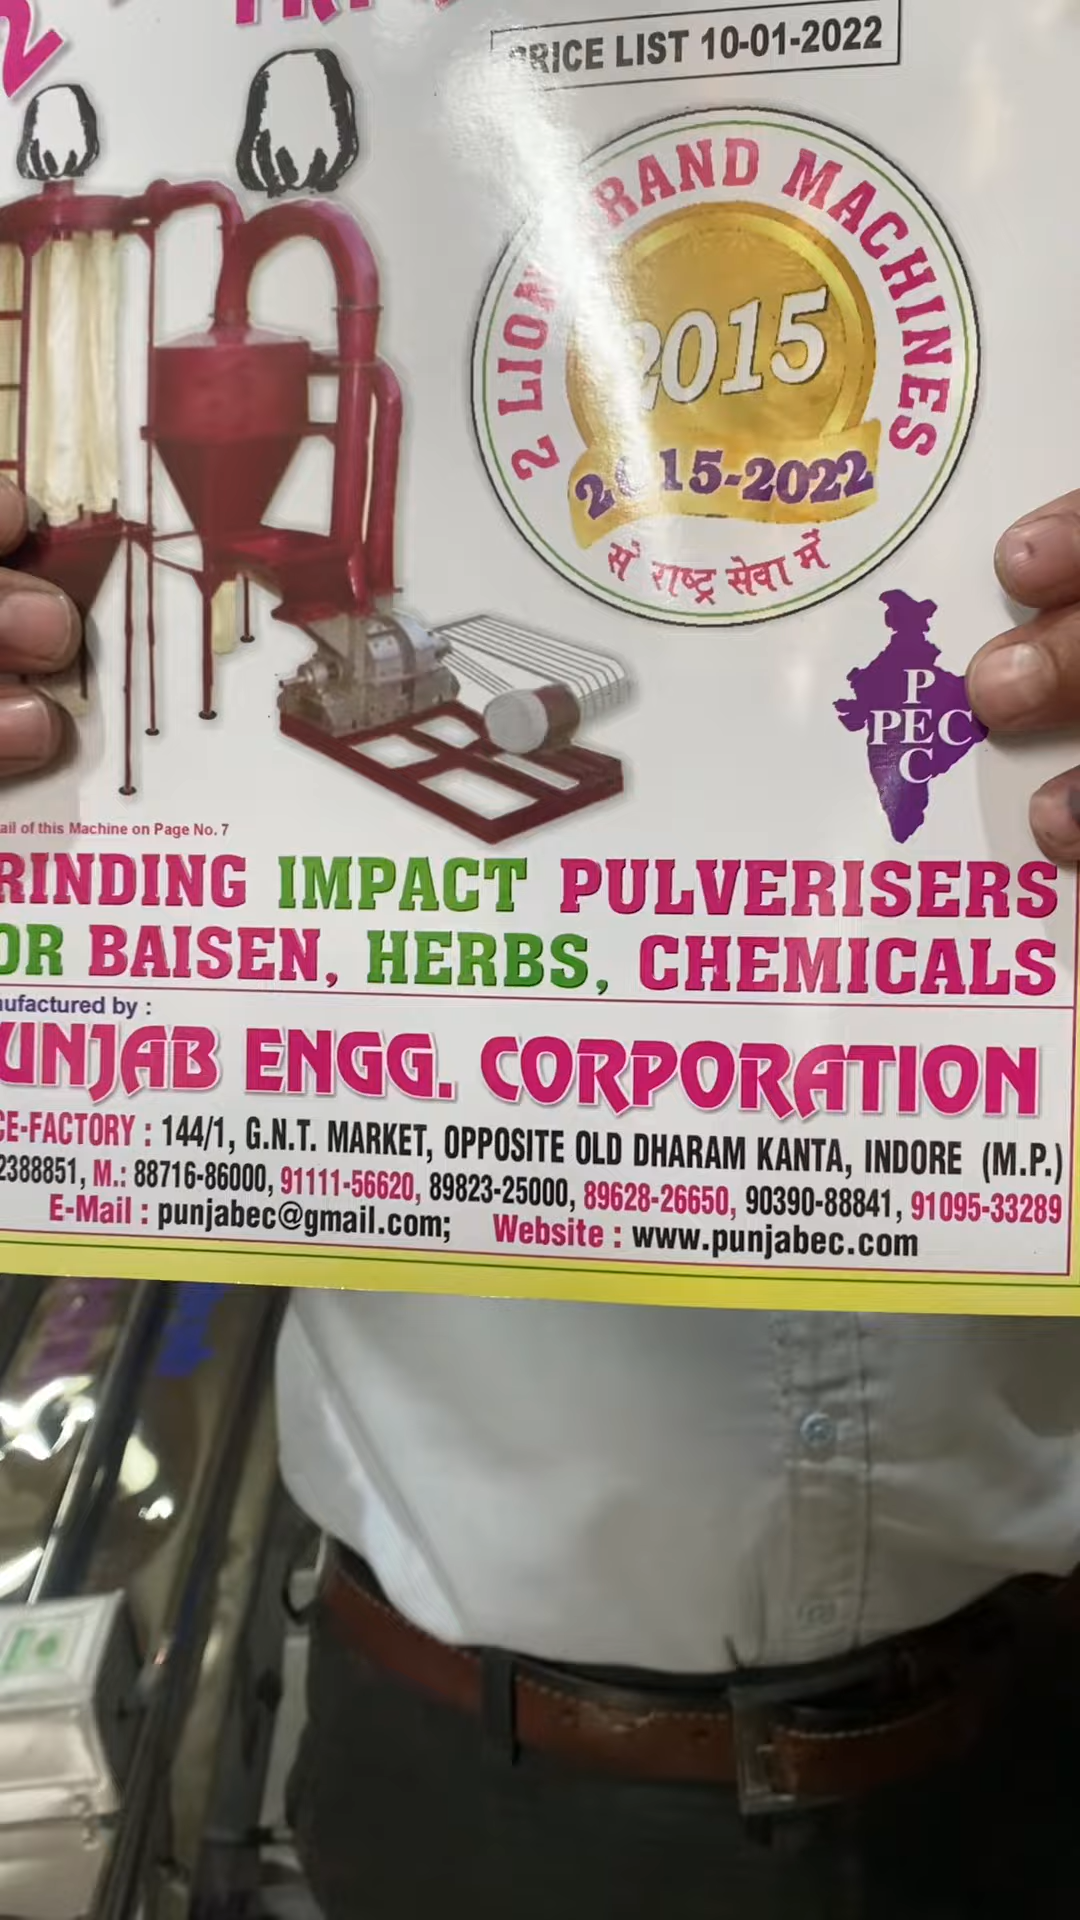 PRICE LIST 10-01-2022
2 LION BRAND MACHINES
2015
2015-2022
से राष्ट्र सेवा में
P
PEC
C
ail of this Machine on Page No. 7
RINDING IMPACT PULVERISERS
OR BAISEN, HERBS, CHEMICALS
nufactured by :
UNJAB ENGG. CORPORATION
CE-FACTORY : 144/1, G.N.T. MARKET, OPPOSITE OLD DHARAM KANTA, INDORE (M.P.)
2388851, M.: 88716-86000, 91111-56620, 89823-25000, 89628-26650, 90390-88841, 91095-33289
E-Mail : punjabec@gmail.com; Website : www.punjabec.com